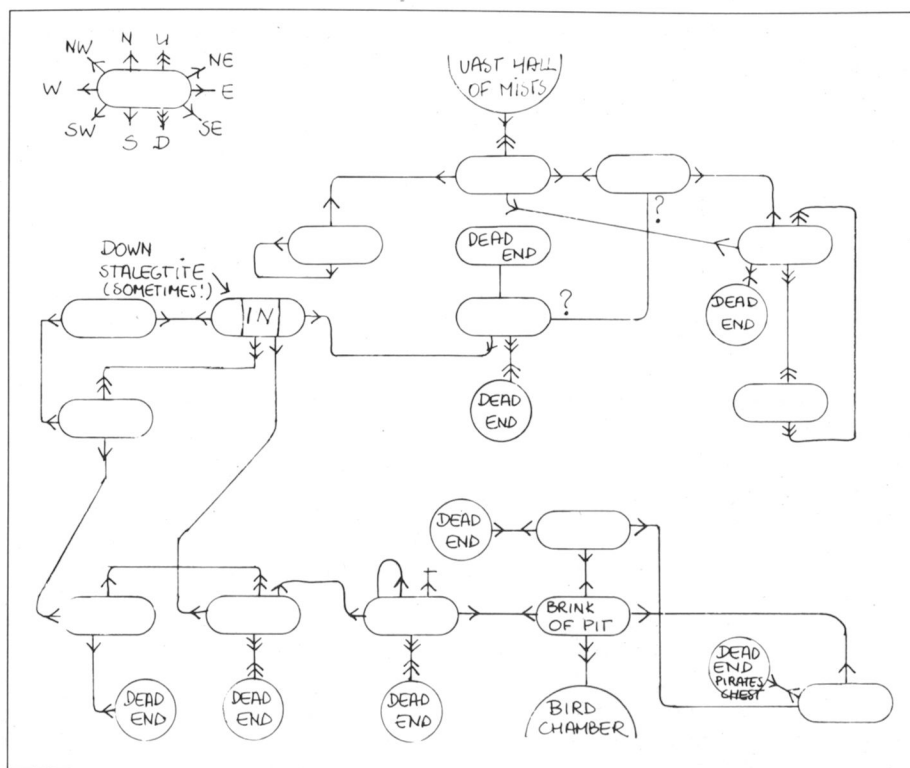 NW
N
U
NE
W
E
SW
S
D
SE
VAST HALL
OF MISTS
?
DEAD
END
DOWN
STALEGTITE
(SOMETIMES!)
IN
?
DEAD
END
DEAD
END
DEAD
END
BRINK
OF PIT
DEAD
END
PIRATES
CHEST
DEAD
END
DEAD
END
DEAD
END
BIRD
CHAMBER